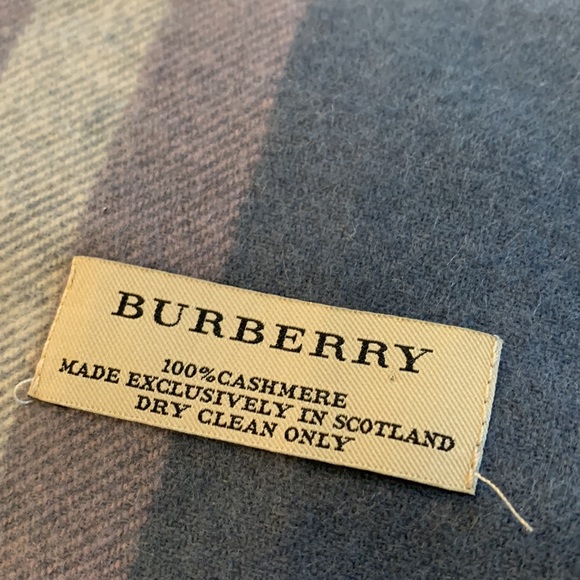 BURBERRY
100%CASHMERE
MADE EXCLUSIVELY IN SCOTLAND
DRY CLEAN ONLY